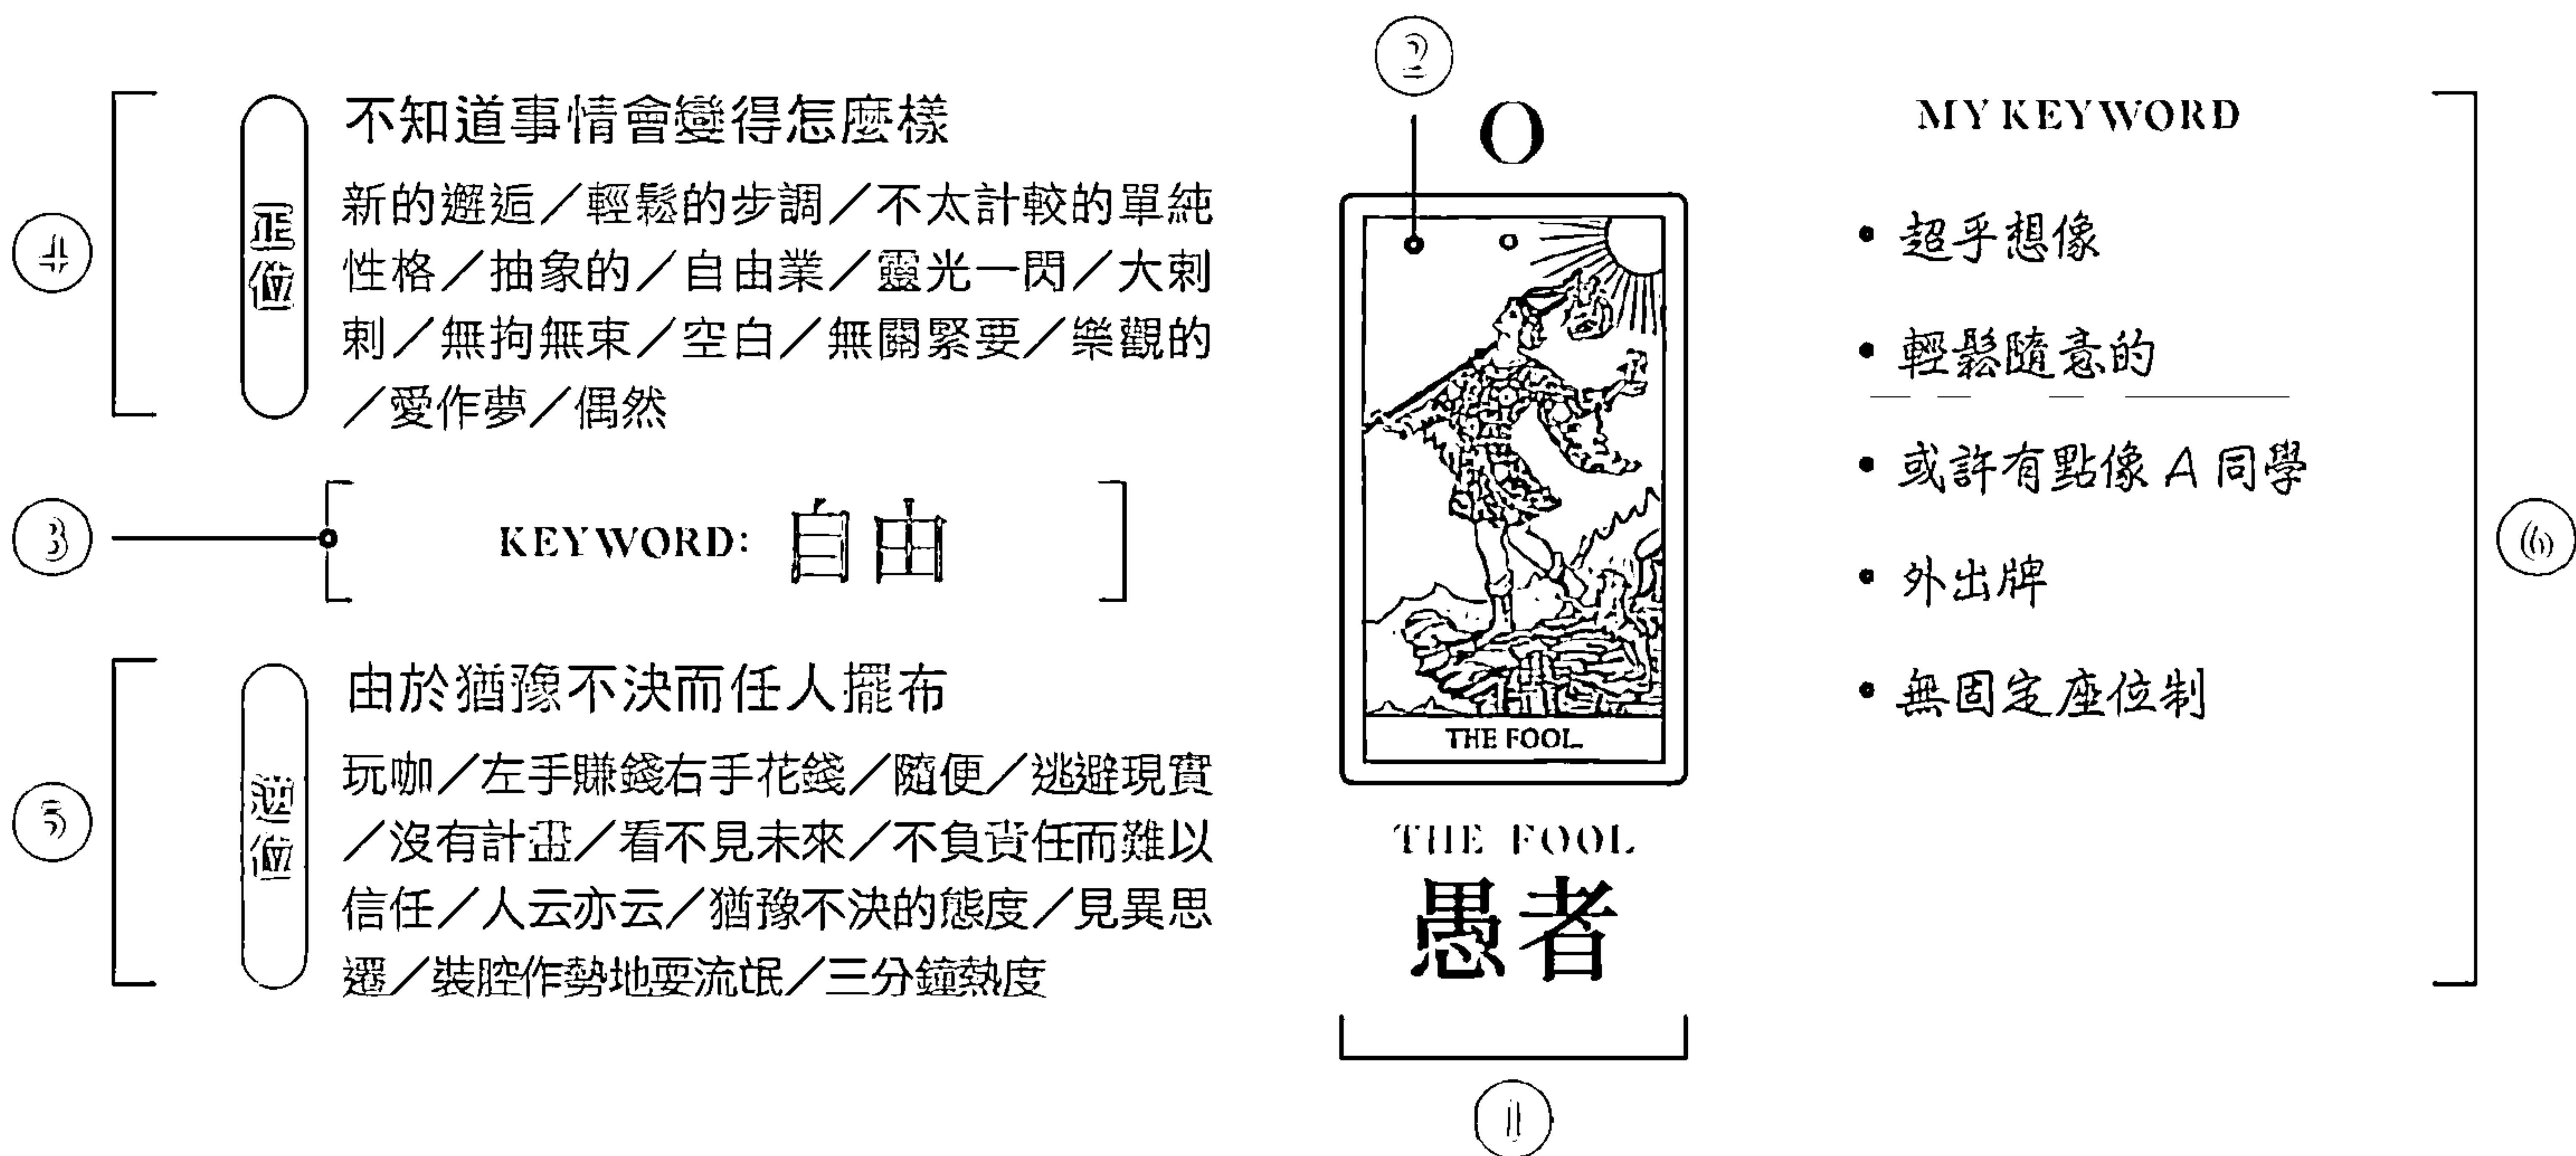 ④
正位
不知道事情會變得怎麼樣
新的邂逅／輕鬆的步調／不太計較的單純
性格／抽象的／自由業／靈光一閃／大剌
剌／無拘無束／空白／無關緊要／樂觀的
／愛作夢／偶然
③
KEYWORD: 自由
⑤
逆位
由於猶豫不決而任人擺布
玩咖／左手賺錢右手花錢／隨便／逃避現實
／沒有計畫／看不見未來／不負責任而難以
信任／人云亦云／猶豫不決的態度／見異思
遷／裝腔作勢地耍流氓／三分鐘熱度
②
0
0
THE FOOL.
THE FOOL
愚者
①
MY KEYWORD
• 超乎想像
• 輕鬆隨意的
• 或許有點像 A 同學
• 外出牌
• 無固定座位制
⑥